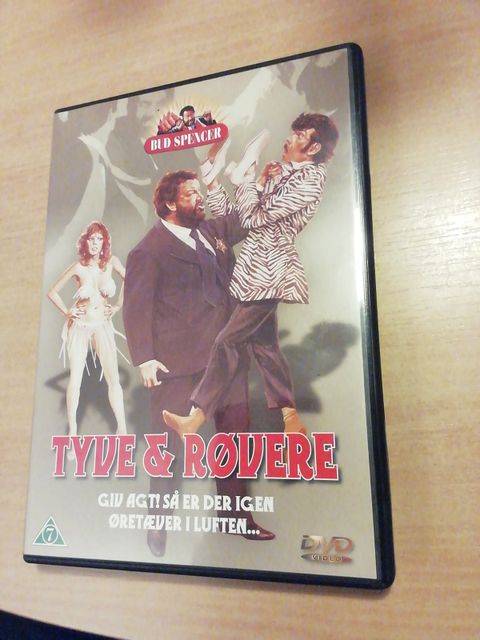 BUD SPENCER
TYVE & RØVERE
GIV AGT! SÅ ER DER IGEN
ØRETÆVER I LUFTEN...
7
DVD
VIDEO